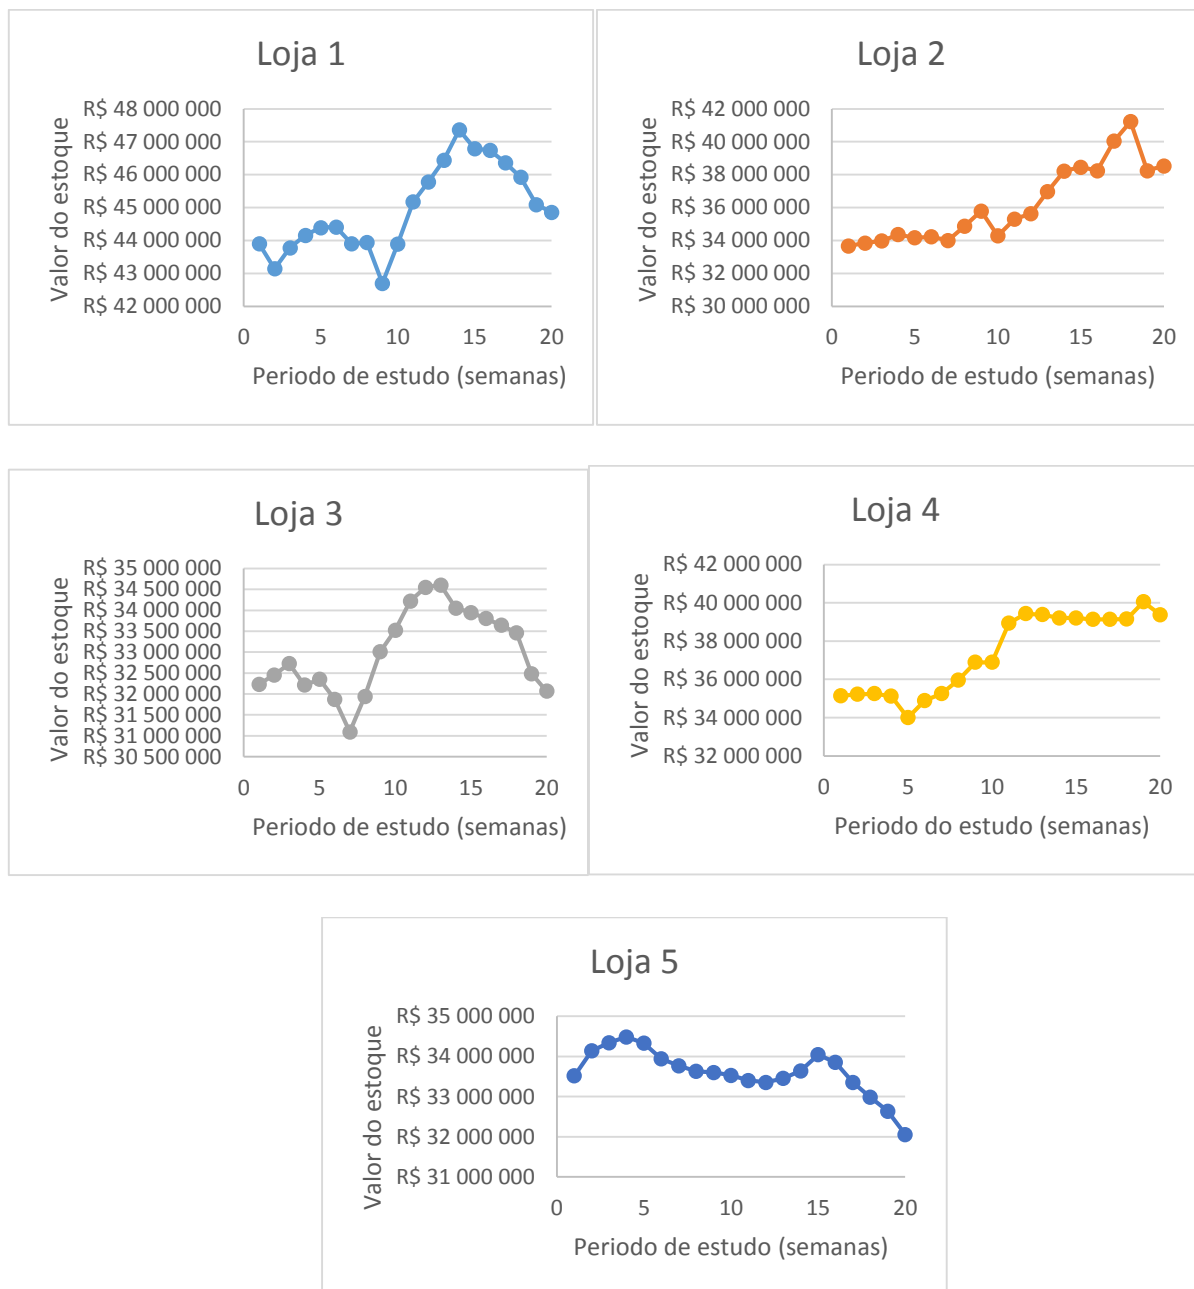 Loja 1
Valor do estoque
R$ 48 000 000
R$ 47 000 000
R$ 46 000 000
R$ 45 000 000
R$ 44 000 000
R$ 43 000 000
R$ 42 000 000
0 5 10 15 20
Periodo de estudo (semanas)
Loja 2
Valor do estoque
R$ 42 000 000
R$ 40 000 000
R$ 38 000 000
R$ 36 000 000
R$ 34 000 000
R$ 32 000 000
R$ 30 000 000
0 5 10 15 20
Periodo de estudo (semanas)
Loja 3
Valor do estoque
R$ 35 000 000
R$ 34 500 000
R$ 34 000 000
R$ 33 500 000
R$ 33 000 000
R$ 32 500 000
R$ 32 000 000
R$ 31 500 000
R$ 31 000 000
R$ 30 500 000
0 5 10 15 20
Periodo de estudo (semanas)
Loja 4
Valor do estoque
R$ 42 000 000
R$ 40 000 000
R$ 38 000 000
R$ 36 000 000
R$ 34 000 000
R$ 32 000 000
0 5 10 15 20
Periodo do estudo (semanas)
Loja 5
Valor do estoque
R$ 35 000 000
R$ 34 000 000
R$ 33 000 000
R$ 32 000 000
R$ 31 000 000
0 5 10 15 20
Periodo de estudo (semanas)